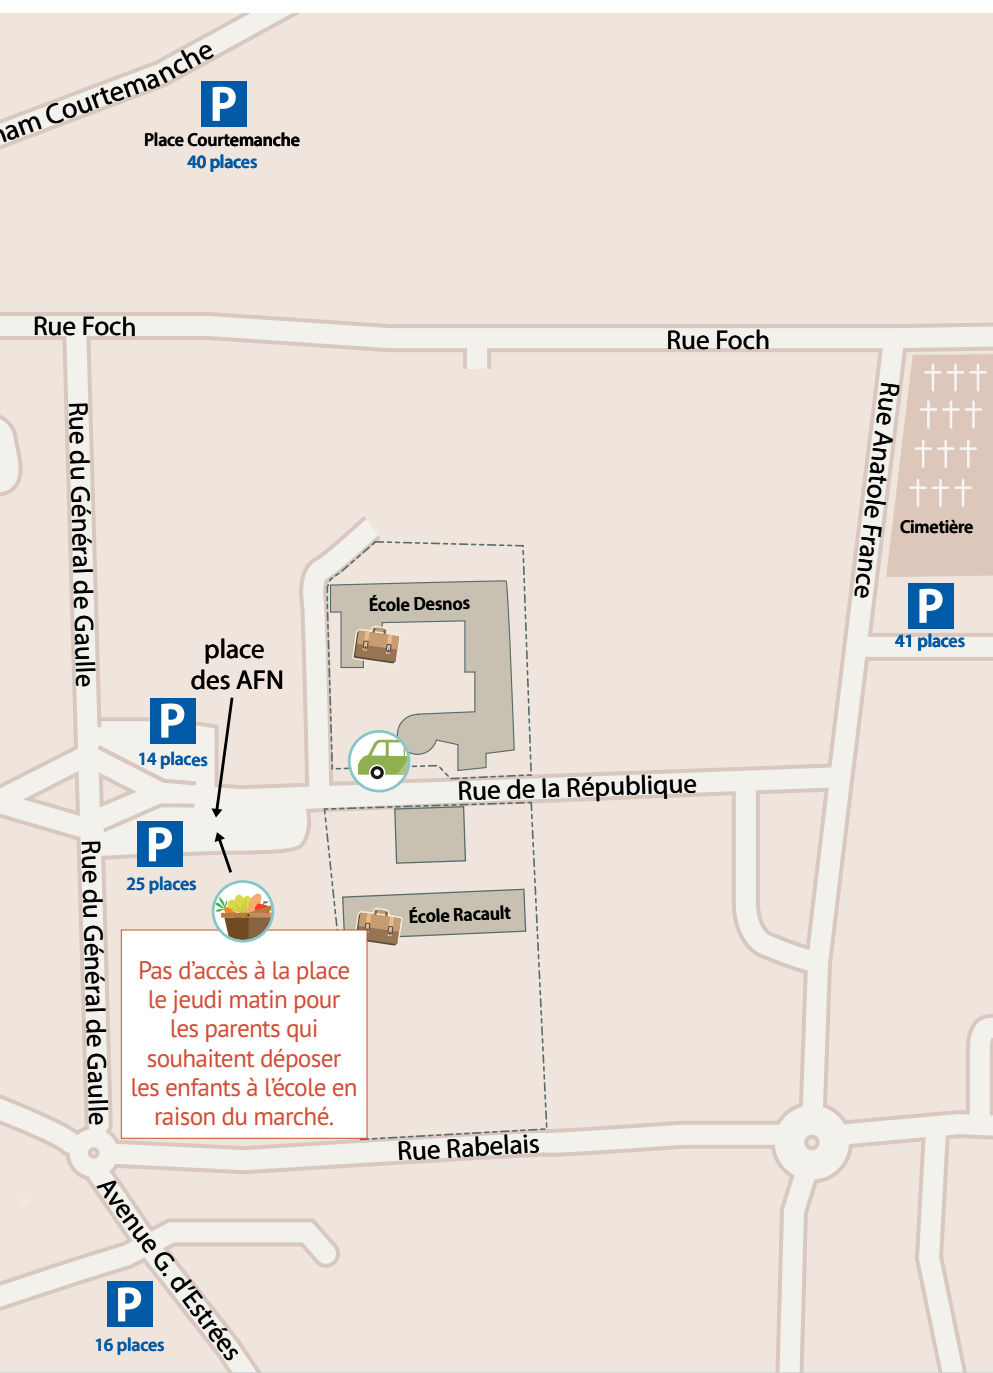 ham Courtemanche
P
Place Courtemanche
40 places
Rue Foch
Rue Foch
Rue du Général de Gaulle
Rue Anatole France
Cimetière
P
41 places
École Desnos
place
des AFN
P
14 places
Rue de la République
P
25 places
Rue du Général de Gaulle
École Racault
Pas d'accès à la place
le jeudi matin pour
les parents qui
souhaitent déposer
les enfants à l'école en
raison du marché.
Rue Rabelais
Avenue G. d'Estrées
P
16 places